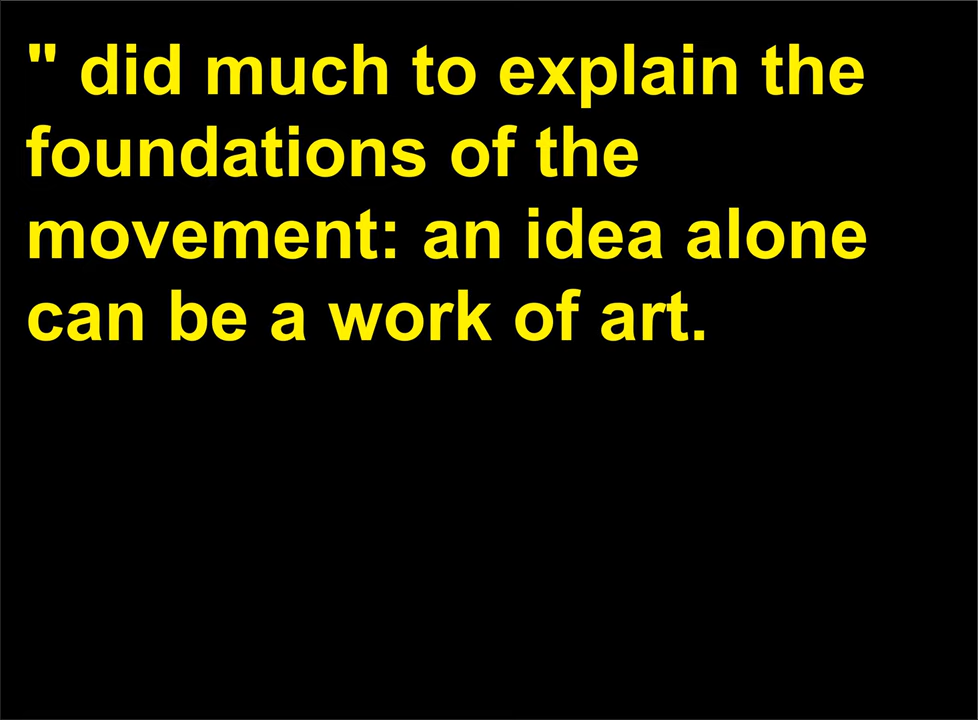 " did much to explain the
foundations of the
movement: an idea alone
can be a work of art.